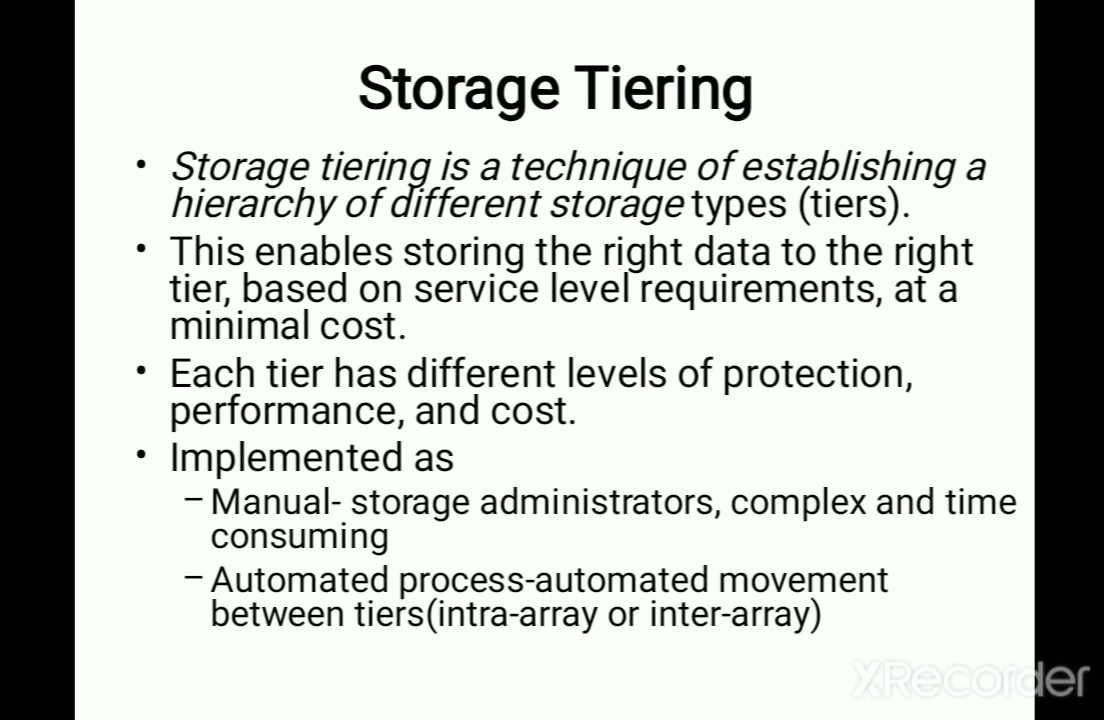 Storage Tiering
• Storage tiering is a technique of establishing a
hierarchy of different storage types (tiers).
• This enables storing the right data to the right
tier, based on service level requirements, at a
minimal cost.
• Each tier has different levels of protection,
performance, and cost.
• Implemented as
– Manual- storage administrators, complex and time
consuming
– Automated process-automated movement
between tiers(intra-array or inter-array)
XRecorder